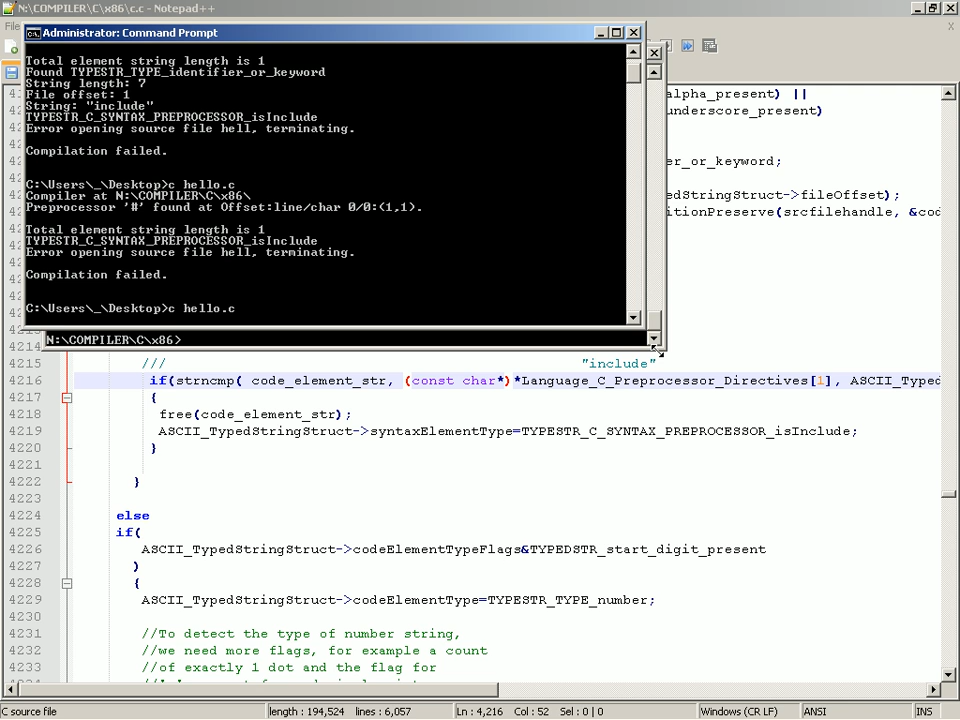 N:\COMPILER\C\x86\c.c - Notepad++
Administrator: Command Prompt
Total element string length is 1
Found TYPESTR_TYPE_identifier_or_keyword
String length: 7
File offset: 1
String: "include"
TYPESTR_C_SYNTAX_PREPROCESSOR_isInclude
Error opening source file hell, terminating.
Compilation failed.
C:\Users\_\Desktop>c hello.c
Compiler at N:\COMPILER\C\x86\
Preprocessor '#' found at Offset:line/char 0/0:(1,1).
Total element string length is 1
TYPESTR_C_SYNTAX_PREPROCESSOR_isInclude
Error opening source file hell, terminating.
Compilation failed.
C:\Users\_\Desktop>c hello.c
N:\COMPILER\C\x86>
alpha_present) ||
underscore_present)
er_or_keyword;
edStringStruct->fileOffset);
itionPreserve(srcfilehandle, &cod
4214
4215 /// "include"
4216 if(strncmp( code_element_str, (const char*)*Language_C_Preprocessor_Directives[1], ASCII_Typed
4217 {
4218 free(code_element_str);
4219 ASCII_TypedStringStruct->syntaxElementType=TYPESTR_C_SYNTAX_PREPROCESSOR_isInclude;
4220 }
4221
4222 }
4223
4224 else
4225 if(
4226 ASCII_TypedStringStruct->codeElementTypeFlags&TYPEDSTR_start_digit_present
4227 )
4228 {
4229 ASCII_TypedStringStruct->codeElementType=TYPESTR_TYPE_number;
4230
4231 //To detect the type of number string,
4232 //we need more flags, for example a count
4233 //of exactly 1 dot and the flag for
C source file length : 194,524 lines : 6,057 Ln : 4,216 Col : 52 Sel : 0 | 0 Windows (CR LF) ANSI INS